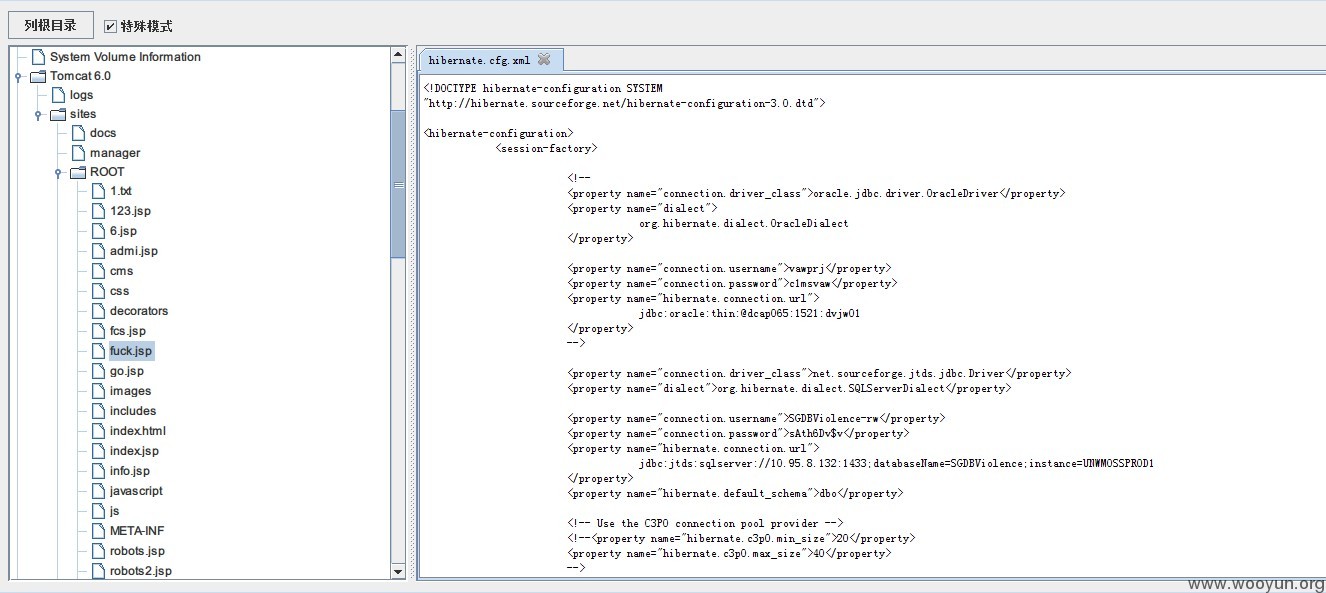 列根目录
特殊模式
System Volume Information
Tomcat 6.0
logs
sites
docs
manager
ROOT
1.txt
123.jsp
6.jsp
admi.jsp
cms
css
decorators
fcs.jsp
fuck.jsp
go.jsp
images
includes
index.html
index.jsp
info.jsp
javascript
js
META-INF
robots.jsp
robots2.jsp
hibernate.cfg.xml
<!DOCTYPE hibernate-configuration SYSTEM
"http://hibernate.sourceforge.net/hibernate-configuration-3.0.dtd">
<hibernate-configuration>
<session-factory>
<!--
<property name="connection.driver_class">oracle.jdbc.driver.OracleDriver</property>
<property name="dialect">
org.hibernate.dialect.OracleDialect
</property>
<property name="connection.username">vawprj</property>
<property name="connection.password">c1msvaw</property>
<property name="hibernate.connection.url">
jdbc:oracle:thin:@dcap065:1521:dvjw01
</property>
-->
<property name="connection.driver_class">net.sourceforge.jtds.jdbc.Driver</property>
<property name="dialect">org.hibernate.dialect.SQLServerDialect</property>
<property name="connection.username">SGDBViolence-rw</property>
<property name="connection.password">sAth6Dv$v</property>
<property name="hibernate.connection.url">
jdbc:jtds:sqlserver://10.95.8.132:1433;databaseName=SGDBViolence;instance=UNWMOSSPROD1
</property>
<property name="hibernate.default_schema">dbo</property>
<!-- Use the C3P0 connection pool provider -->
<!--<property name="hibernate.c3p0.min_size">20</property>
<property name="hibernate.c3p0.max_size">40</property>
-->
www.wooyun.org